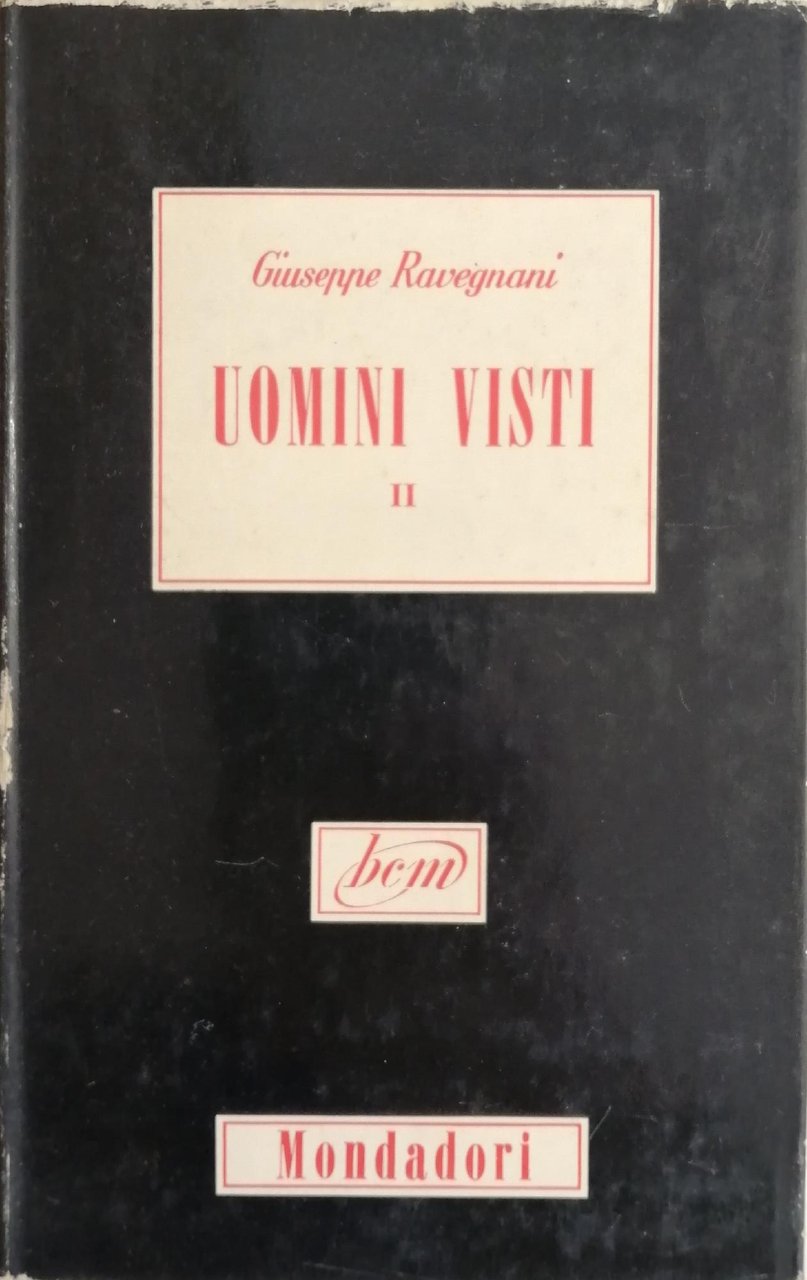 Giuseppe Ravegnani
UOMINI VISTI
II
bcm
Mondadori